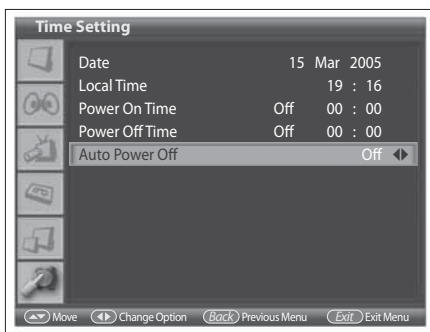 Time Setting
Date 15 Mar 2005
Local Time 19 : 16
Power On Time Off 00 : 00
Power Off Time Off 00 : 00
Auto Power Off Off
Move Change Option Back Previous Menu Exit Exit Menu